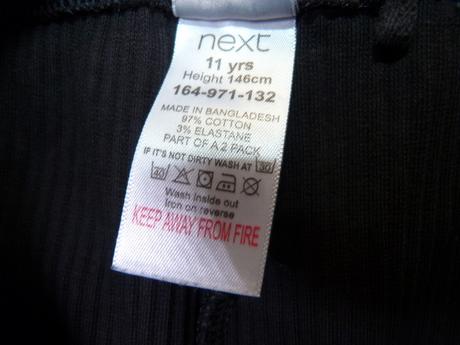 next
11 yrs
Height 146cm
164-971-132
MADE IN BANGLADESH
97% COTTON
3% ELASTANE
PART OF A 2 PACK
IF IT'S NOT DIRTY WASH AT 30
40
Wash inside out
Iron on reverse
KEEP AWAY FROM FIRE